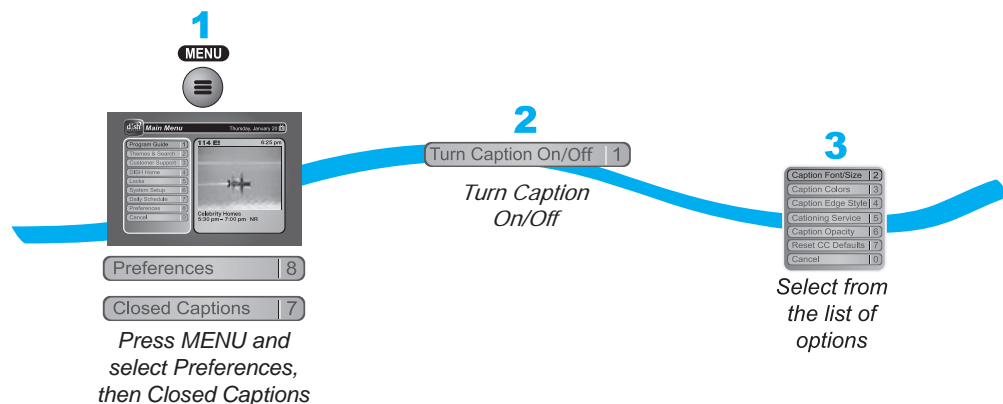 1
MENU
dish Main Menu Thursday, January 20
Program Guide 1
Themes & Search 2
Customer Support 3
DISH Home 4
Locks 5
System Setup 6
Daily Schedule 7
Preferences 8
Cancel 0
114 E! 6:25 pm
Celebrity Homes
5:30 pm – 7:00 pm NR
Preferences 8
Closed Captions 7
Press MENU and
select Preferences,
then Closed Captions
2
Turn Caption On/Off 1
Turn Caption
On/Off
3
Caption Font/Size 2
Caption Colors 3
Caption Edge Style 4
Cationing Service 5
Caption Opacity 6
Reset CC Defaults 7
Cancel 0
Select from
the list of
options